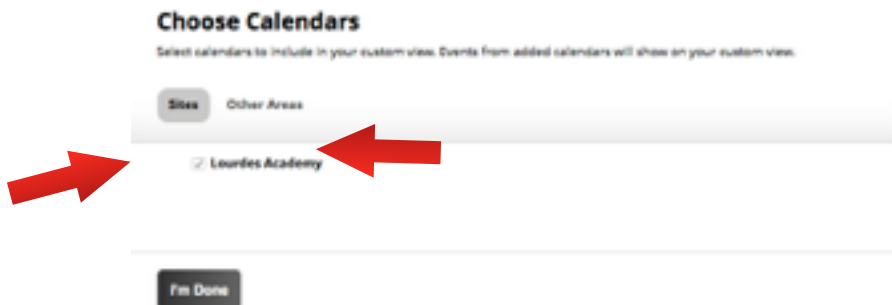 Choose Calendars
Select calendars to include in your custom view. Events from added calendars will show on your custom view.
Sites Other Areas
Lourdes Academy
I'm Done